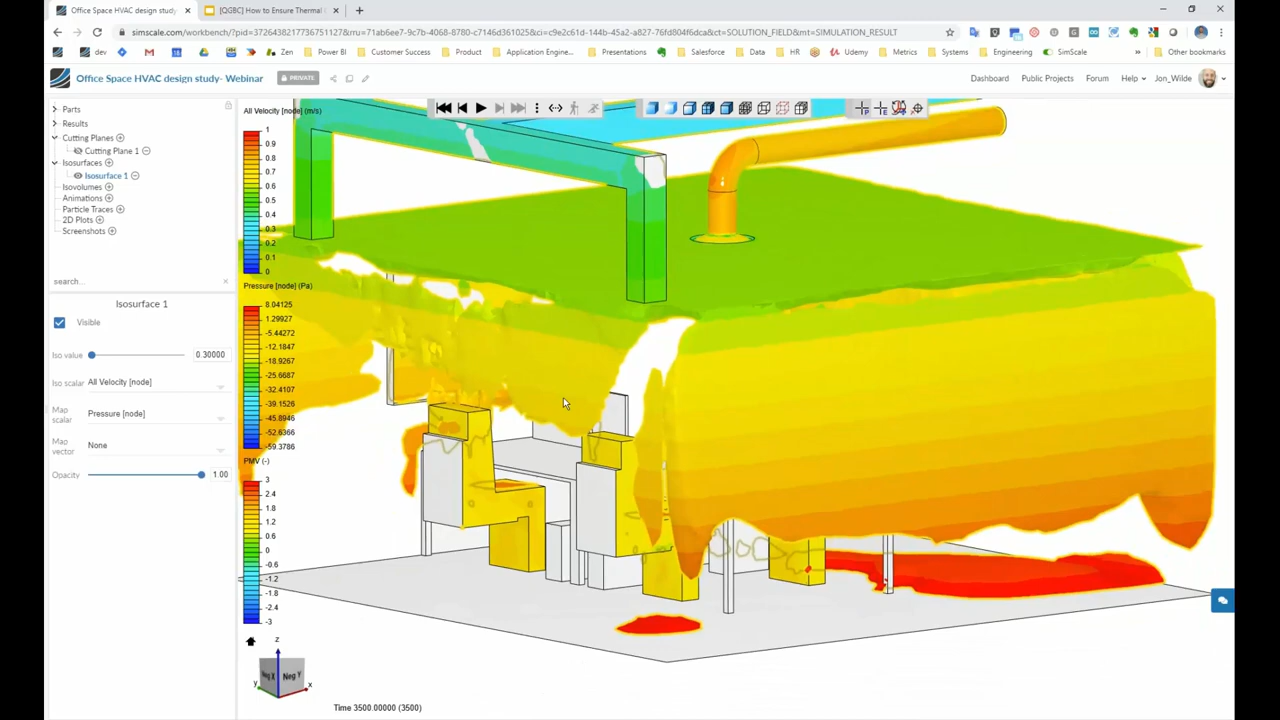 Office Space HVAC design stud
[QGBC] How to Ensure Thermal
simscale.com/workbench/?pid=3726438217736751127&rru=71ab6ee7-9c7b-4068-8780-c7146d361025&ci=c9e2c61d-144b-45a2-a827-76fd804f6dca&ct=SOLUTION_FIELD&mt=SIMULATION_RESULT
dev Zen Power BI Customer Success Product Application Engine... Presentations Salesforce Data HR Udemy Metrics Systems Engineering SimScale » Other bookmarks
Office Space HVAC design study- Webinar PRIVATE Dashboard Public Projects Forum Help Jon_Wilde
Parts
Results
Cutting Planes
Cutting Plane 1
Isosurfaces
Isosurface 1
Isovolumes
Animations
Particle Traces
2D Plots
Screenshots
search...
Isosurface 1
Visible
Iso value 0.30000
Iso scalar All Velocity [node]
Map scalar Pressure [node]
Map vector None
Opacity 1.00
All Velocity [node] (m/s)
1
0.9
0.8
0.7
0.6
0.5
0.4
0.3
0.2
0.1
0
Pressure [node] (Pa)
8.04125
1.29927
-5.44272
-12.1847
-18.9267
-25.6687
-32.4107
-39.1526
-45.8946
-52.6366
-59.3786
PMV (-)
3
2.4
1.8
1.2
0.6
0
-0.6
-1.2
-1.8
-2.4
-3
z
Neg X Neg Y
y x
Time 3500.00000 (3500)